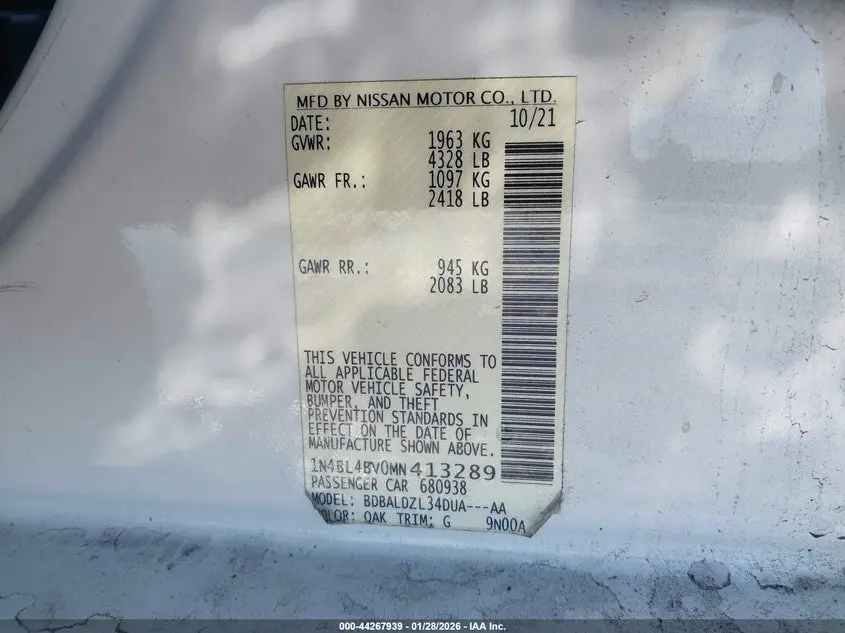 MFD BY NISSAN MOTOR CO., LTD.
DATE: 10/21
GVWR: 1963 KG
4328 LB
GAWR FR.: 1097 KG
2418 LB
GAWR RR.: 945 KG
2083 LB
THIS VEHICLE CONFORMS TO
ALL APPLICABLE FEDERAL
MOTOR VEHICLE SAFETY,
BUMPER, AND THEFT
PREVENTION STANDARDS IN
EFFECT ON THE DATE OF
MANUFACTURE SHOWN ABOVE.
1N4BL4BV0MN413289
PASSENGER CAR 680938
MODEL: BDBALDZL34DUA---AA
COLOR: QAK TRIM: G 9N00A
000-44267939 | 01/28/2026 - IAA Inc.